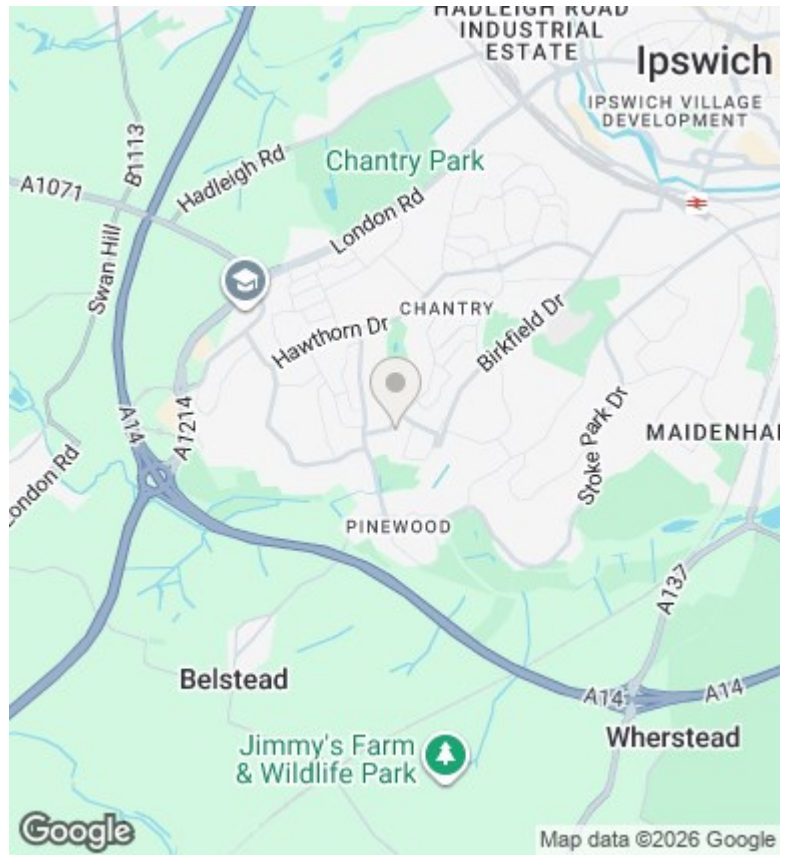 HADLEIGH ROAD
INDUSTRIAL
ESTATE
Ipswich
IPSWICH VILLAGE
DEVELOPMENT
B1113
Hadleigh Rd
Chantry Park
A1071
London Rd
Swan Hill
CHANTRY
Hawthorn Dr
Birkfield Dr
A14
A1214
Stoke Park Dr
MAIDENHA
London Rd
PINEWOOD
A137
Belstead
A14
A14
Wherstead
Jimmy's Farm
& Wildlife Park
Google
Map data ©2026 Google